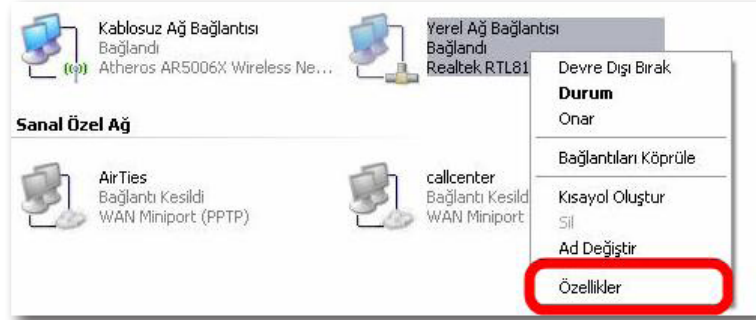 Kablosuz Ağ Bağlantısı
Bağlandı
Atheros AR5006X Wireless Ne...
Yerel Ağ Bağlantısı
Bağlandı
Realtek RTL81
Sanal Özel Ağ
AirTies
Bağlantı Kesildi
WAN Miniport (PPTP)
callcenter
Bağlantı Kesild
WAN Miniport
Devre Dışı Bırak
Durum
Onar
Bağlantıları Köprüle
Kısayol Oluştur
Sil
Ad Değiştir
Özellikler